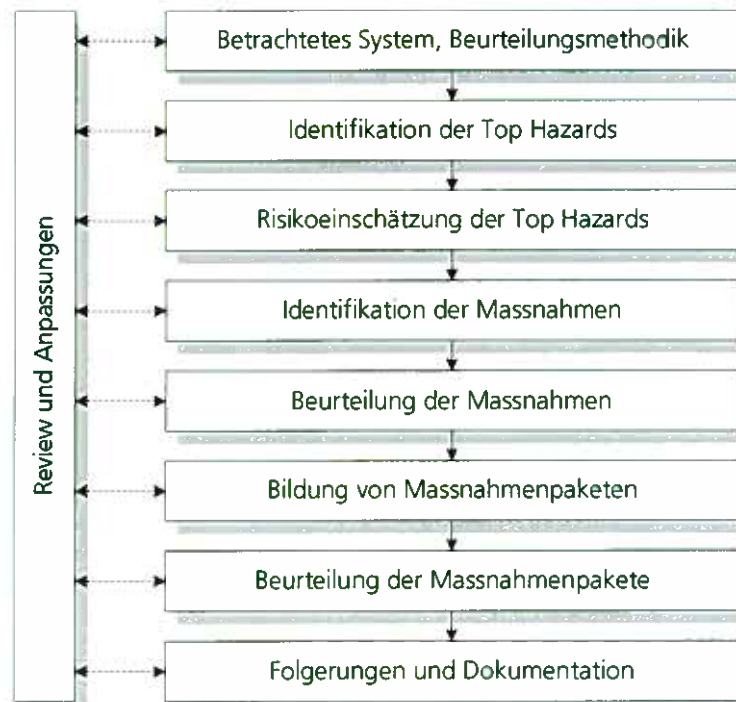 Review und Anpassungen
Betrachtetes System, Beurteilungsmethodik
Identifikation der Top Hazards
Risikoeinschätzung der Top Hazards
Identifikation der Massnahmen
Beurteilung der Massnahmen
Bildung von Massnahmenpaketen
Beurteilung der Massnahmenpakete
Folgerungen und Dokumentation